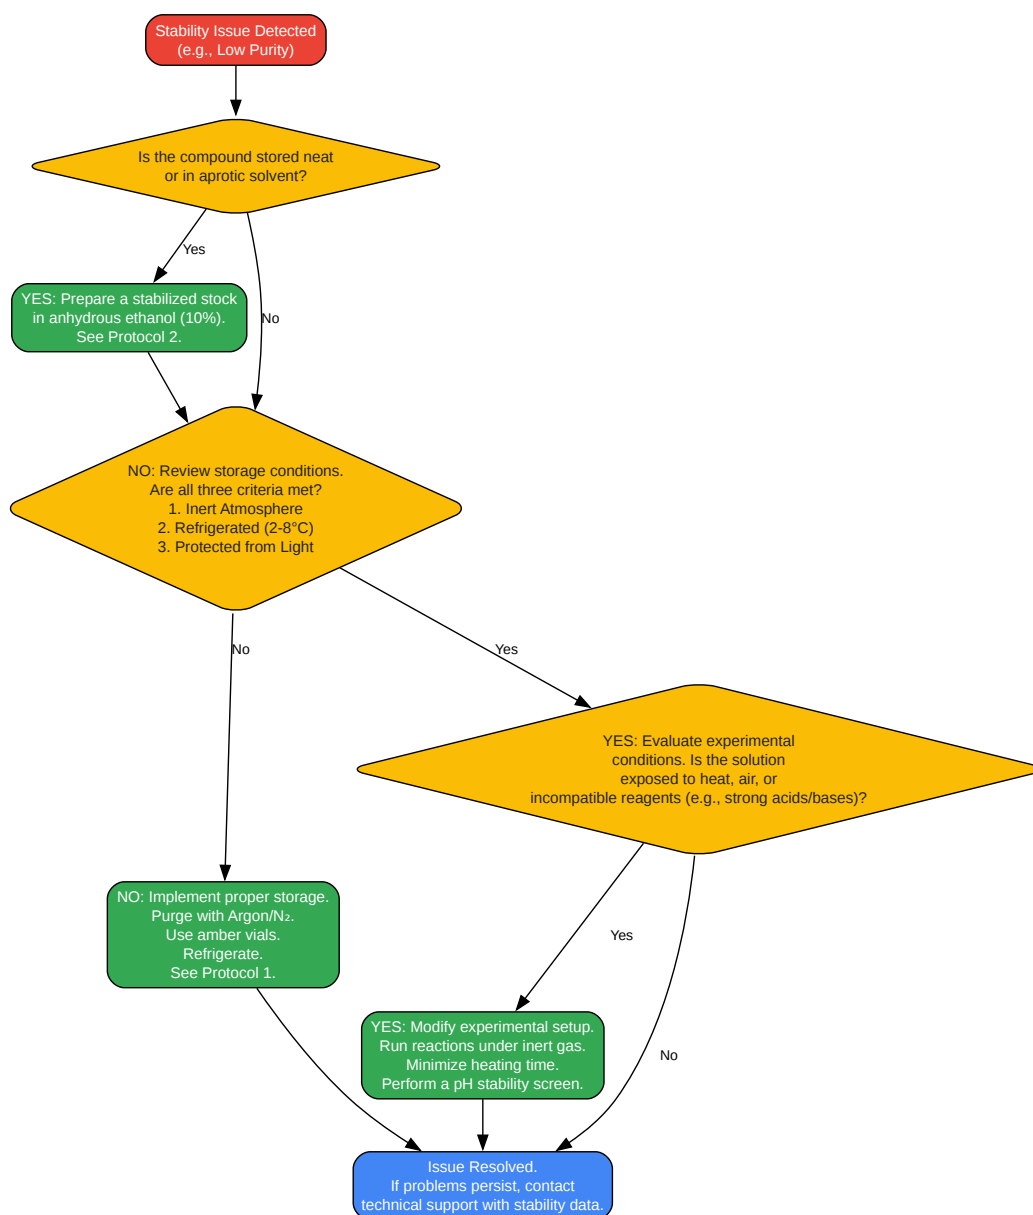 Stability Issue Detected
(e.g., Low Purity)
Is the compound stored neat
or in aprotic solvent?
Yes
YES: Prepare a stabilized stock
in anhydrous ethanol (10%).
See Protocol 2.
No
NO: Review storage conditions.
Are all three criteria met?
1. Inert Atmosphere
2. Refrigerated (2-8°C)
3. Protected from Light
No
Yes
YES: Evaluate experimental
conditions. Is the solution
exposed to heat, air, or
incompatible reagents (e.g., strong acids/bases)?
NO: Implement proper storage.
Purge with Argon/N₂.
Use amber vials.
Refrigerate.
See Protocol 1.
Yes
YES: Modify experimental setup.
Run reactions under inert gas.
Minimize heating time.
Perform a pH stability screen.
No
Issue Resolved.
If problems persist, contact
technical support with stability data.